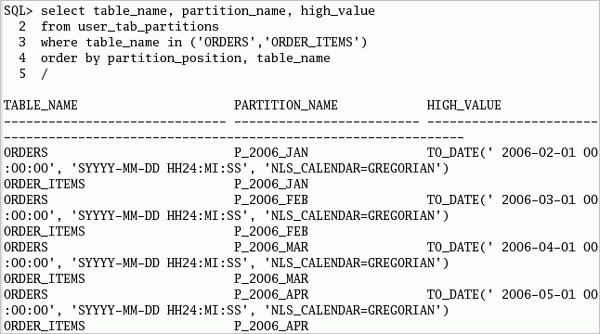 SQL> select table_name, partition_name, high_value
2 from user_tab_partitions
3 where table_name in ('ORDERS','ORDER_ITEMS')
4 order by partition_position, table_name
5 /
TABLE_NAME PARTITION_NAME HIGH_VALUE
------------------------------ ------------------------- -----------------------
-------------------------------------------------------------
ORDERS P_2006_JAN TO_DATE(' 2006-02-01 00
:00:00', 'SYYYY-MM-DD HH24:MI:SS', 'NLS_CALENDAR=GREGORIAN')
ORDER_ITEMS P_2006_JAN
ORDERS P_2006_FEB TO_DATE(' 2006-03-01 00
:00:00', 'SYYYY-MM-DD HH24:MI:SS', 'NLS_CALENDAR=GREGORIAN')
ORDER_ITEMS P_2006_FEB
ORDERS P_2006_MAR TO_DATE(' 2006-04-01 00
:00:00', 'SYYYY-MM-DD HH24:MI:SS', 'NLS_CALENDAR=GREGORIAN')
ORDER_ITEMS P_2006_MAR
ORDERS P_2006_APR TO_DATE(' 2006-05-01 00
:00:00', 'SYYYY-MM-DD HH24:MI:SS', 'NLS_CALENDAR=GREGORIAN')
ORDER_ITEMS P_2006_APR